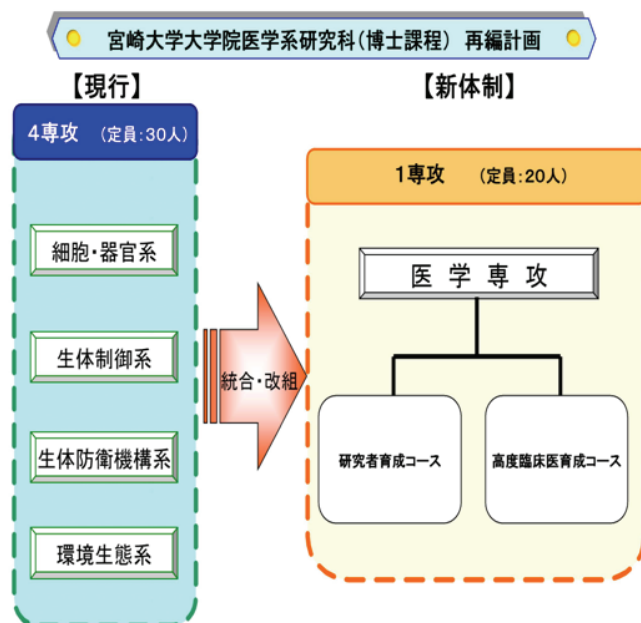 宮崎大学大学院医学系研究科(博士課程) 再編計画
【現行】
4専攻 (定員:30人)
細胞・器官系
生体制御系
生体防衛機構系
環境生態系
統合・改組
【新体制】
1専攻 (定員:20人)
医学専攻
研究者育成コース
高度臨床医育成コース